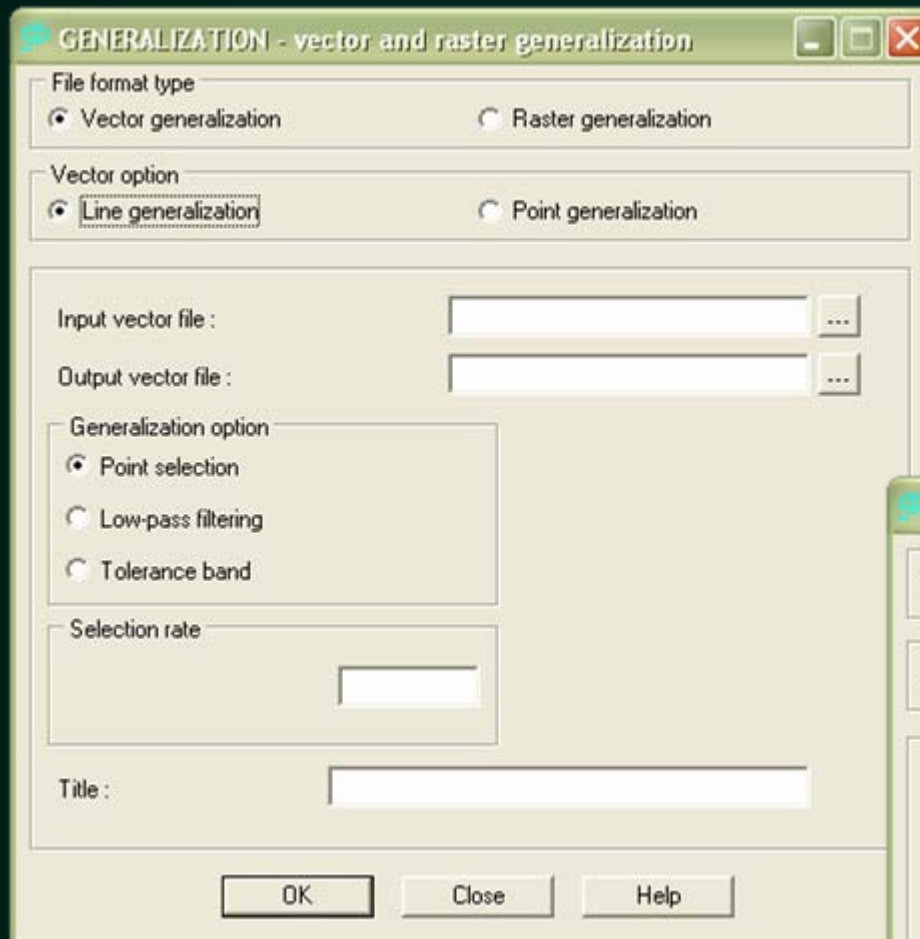 GENERALIZATION - vector and raster generalization
File format type
Vector generalization Raster generalization
Vector option
Line generalization Point generalization
Input vector file : ...
Output vector file : ...
Generalization option
Point selection
Low-pass filtering
Tolerance band
Selection rate
Title :
OK Close Help